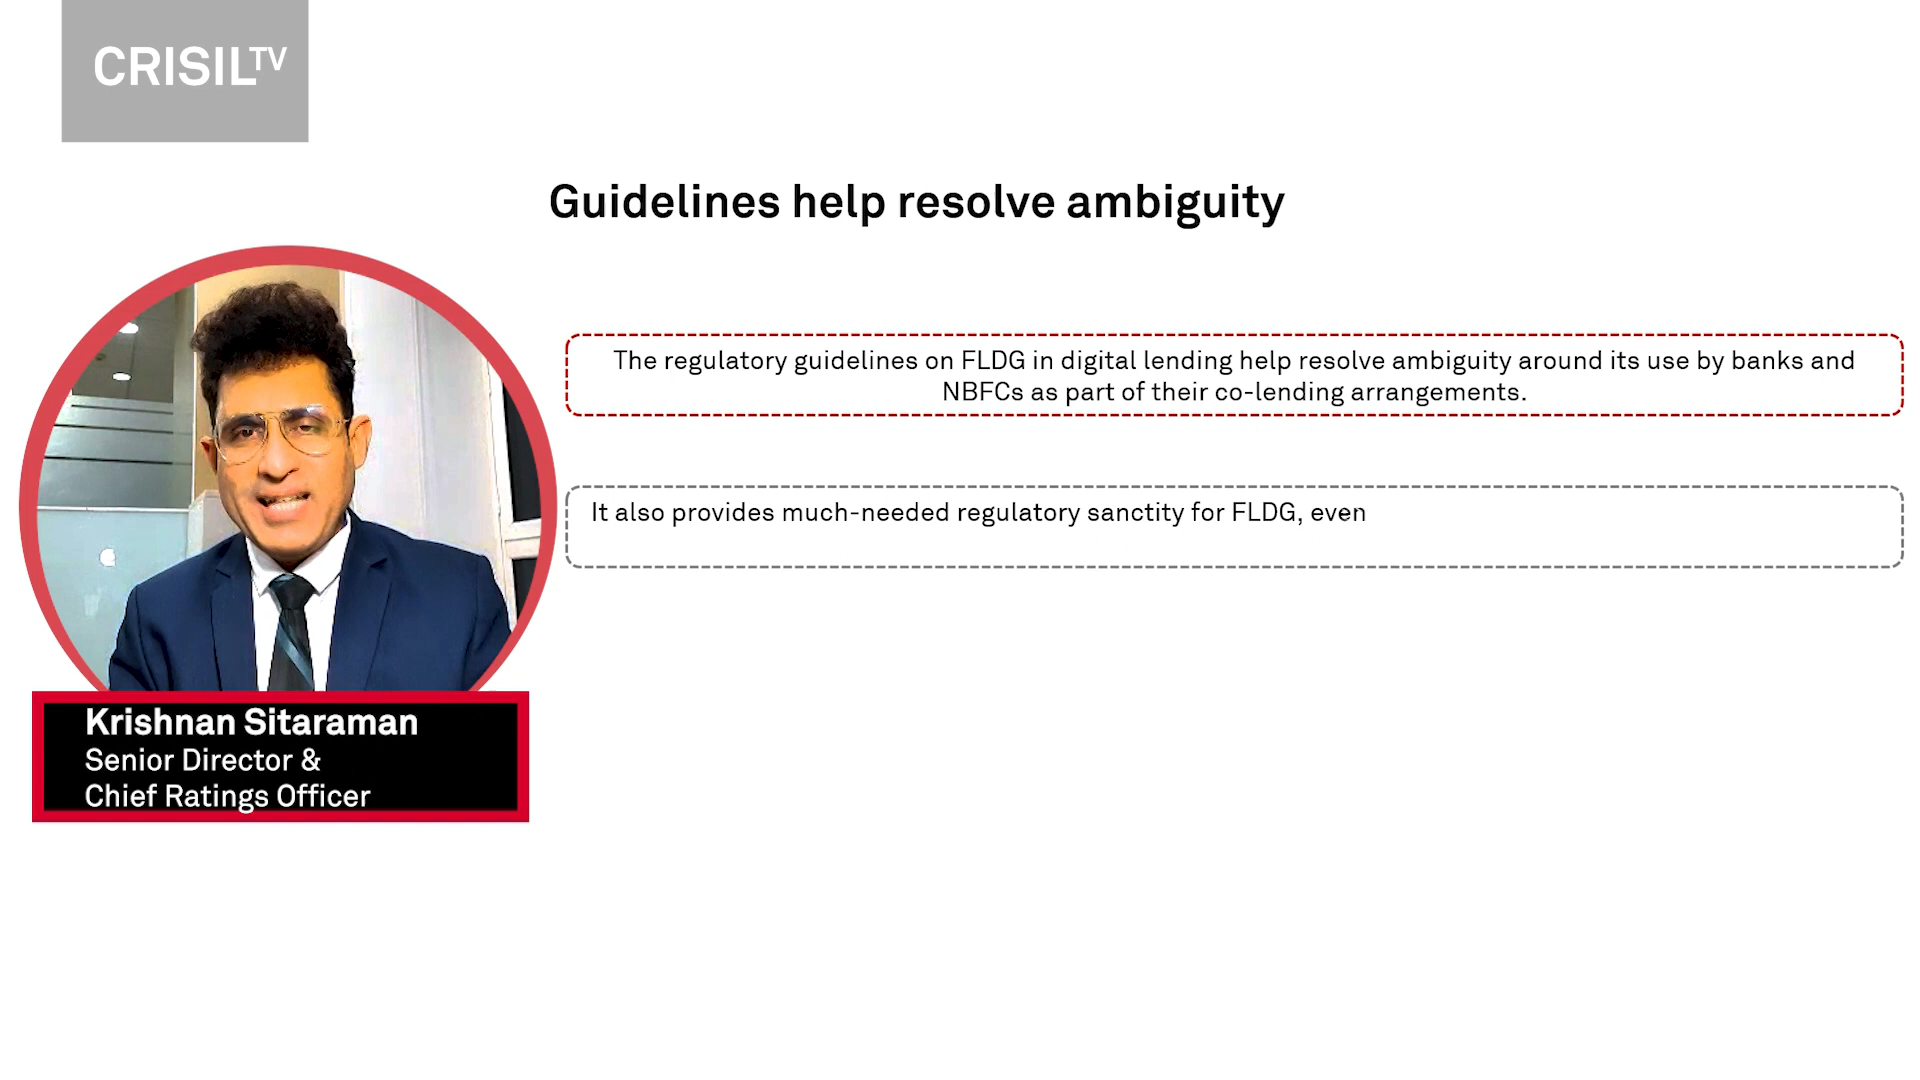 CRISILTV
Guidelines help resolve ambiguity
The regulatory guidelines on FLDG in digital lending help resolve ambiguity around its use by banks and
NBFCs as part of their co-lending arrangements.
It also provides much-needed regulatory sanctity for FLDG, even
Krishnan Sitaraman
Senior Director &
Chief Ratings Officer